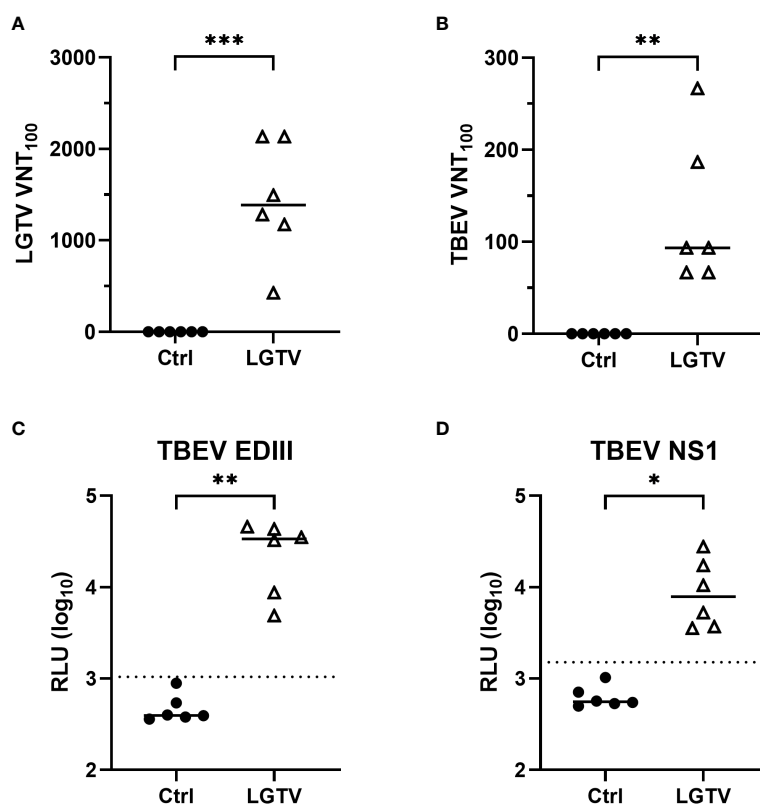 A
***
3000
2000
1000
0
LGTV VNT100
Ctrl
LGTV
B
**
300
200
100
0
TBEV VNT100
Ctrl
LGTV
C
TBEV EDIII
**
5
4
3
2
RLU (log10)
Ctrl
LGTV
D
TBEV NS1
*
5
4
3
2
RLU (log10)
Ctrl
LGTV